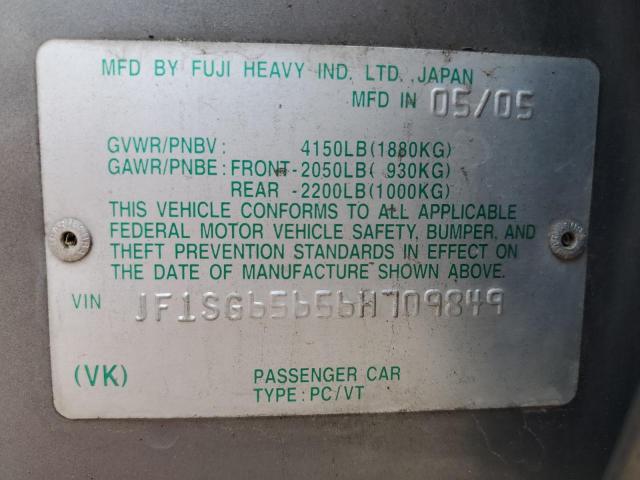 MFD BY FUJI HEAVY IND. LTD. JAPAN
MFD IN 05/05
GVWR/PNBV: 4150LB(1880KG)
GAWR/PNBE: FRONT-2050LB( 930KG)
REAR -2200LB(1000KG)
THIS VEHICLE CONFORMS TO ALL APPLICABLE
FEDERAL MOTOR VEHICLE SAFETY, BUMPER, AND
THEFT PREVENTION STANDARDS IN EFFECT ON
THE DATE OF MANUFACTURE SHOWN ABOVE.
VIN JF1SG65656H709849
(VK) PASSENGER CAR
TYPE: PC/VT